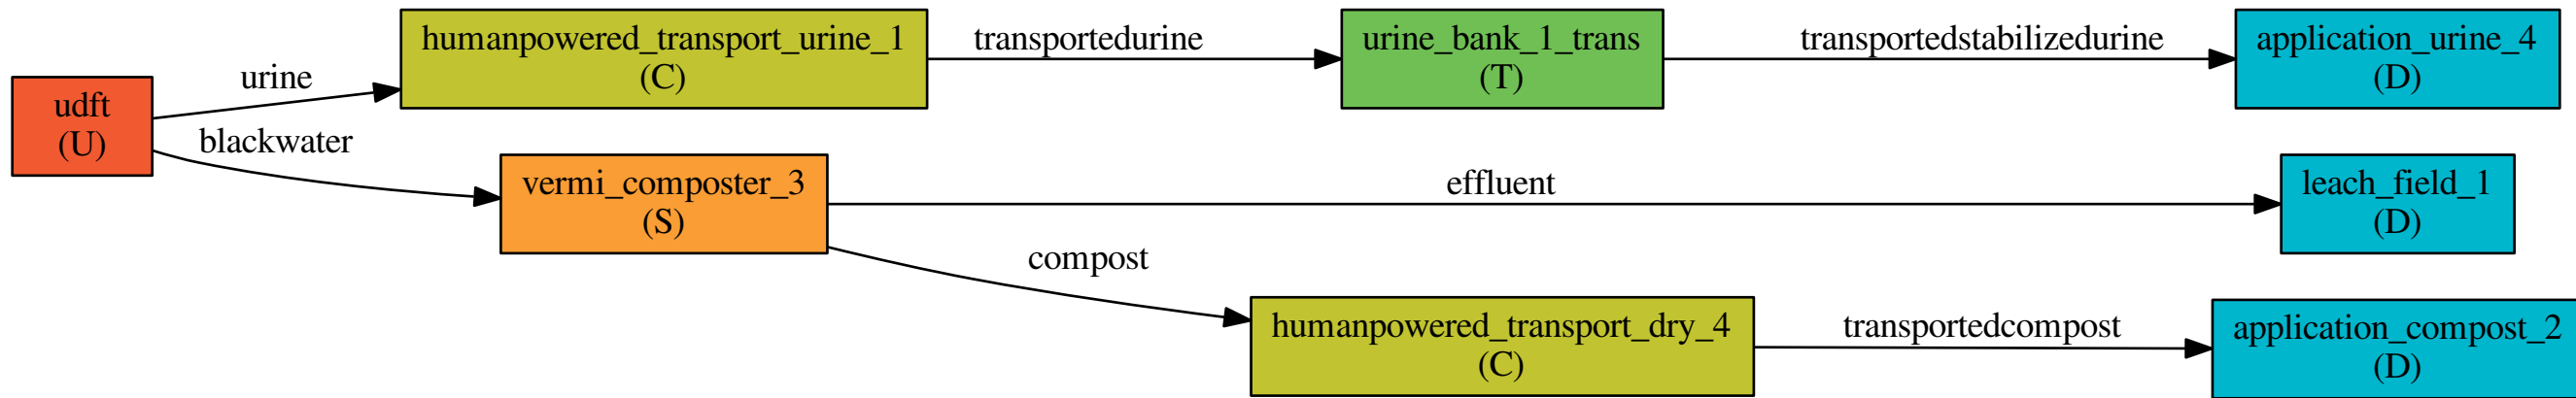 udft
(U)
urine
blackwater
humanpowered_transport_urine_1
(C)
transportedurine
urine_bank_1_trans
(T)
transportedstabilizedurine
application_urine_4
(D)
vermi_composter_3
(S)
effluent
leach_field_1
(D)
compost
humanpowered_transport_dry_4
(C)
transportedcompost
application_compost_2
(D)